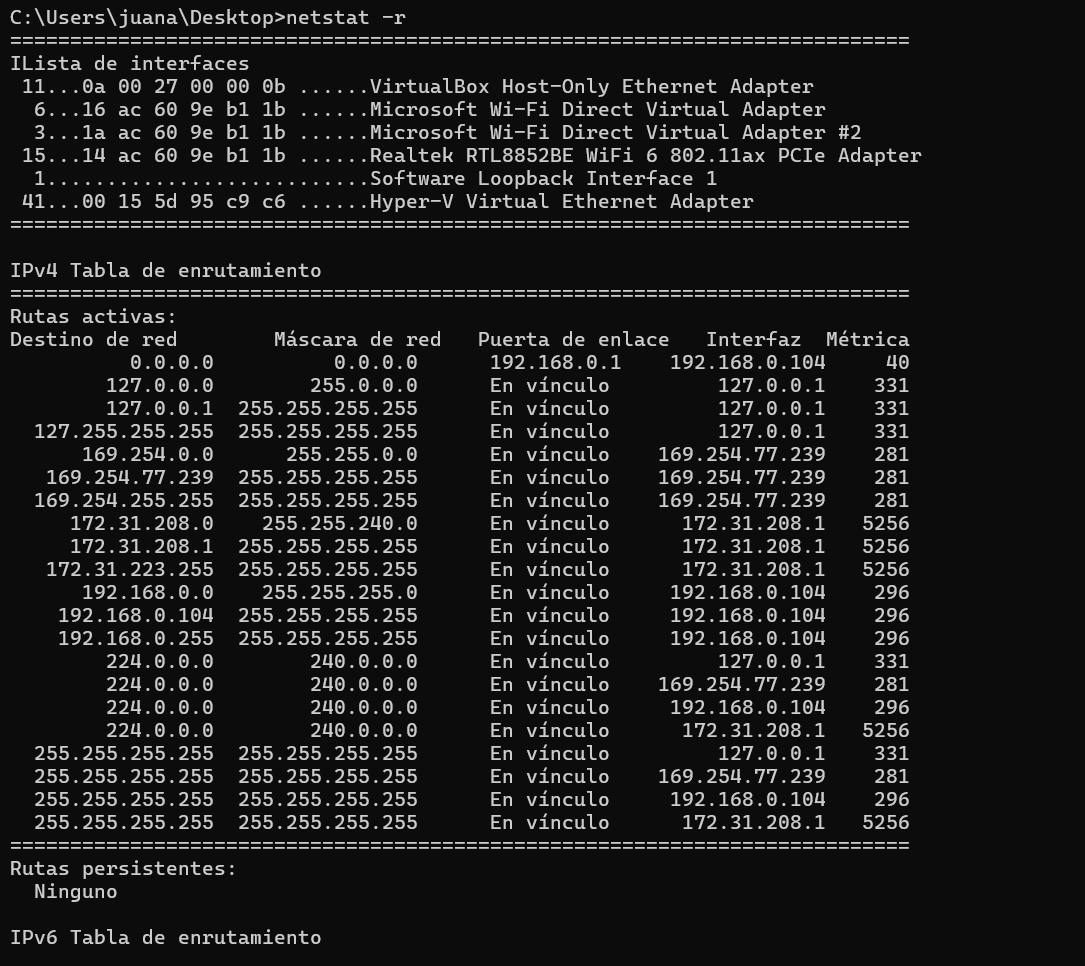 C:\Users\juana\Desktop>netstat -r
===========================================================================
ILista de interfaces
 11...0a 00 27 00 00 0b ......VirtualBox Host-Only Ethernet Adapter
  6...16 ac 60 9e b1 1b ......Microsoft Wi-Fi Direct Virtual Adapter
  3...1a ac 60 9e b1 1b ......Microsoft Wi-Fi Direct Virtual Adapter #2
 15...14 ac 60 9e b1 1b ......Realtek RTL8852BE WiFi 6 802.11ax PCIe Adapter
  1...........................Software Loopback Interface 1
 41...00 15 5d 95 c9 c6 ......Hyper-V Virtual Ethernet Adapter
===========================================================================

IPv4 Tabla de enrutamiento
===========================================================================
Rutas activas:
Destino de red        Máscara de red   Puerta de enlace   Interfaz  Métrica
          0.0.0.0          0.0.0.0      192.168.0.1    192.168.0.104     40
        127.0.0.0        255.0.0.0      En vínculo         127.0.0.1    331
        127.0.0.1  255.255.255.255      En vínculo         127.0.0.1    331
  127.255.255.255  255.255.255.255      En vínculo         127.0.0.1    331
      169.254.0.0      255.255.0.0      En vínculo    169.254.77.239    281
   169.254.77.239  255.255.255.255      En vínculo    169.254.77.239    281
  169.254.255.255  255.255.255.255      En vínculo    169.254.77.239    281
     172.31.208.0    255.255.240.0      En vínculo      172.31.208.1   5256
     172.31.208.1  255.255.255.255      En vínculo      172.31.208.1   5256
   172.31.223.255  255.255.255.255      En vínculo      172.31.208.1   5256
      192.168.0.0    255.255.255.0      En vínculo     192.168.0.104    296
    192.168.0.104  255.255.255.255      En vínculo     192.168.0.104    296
    192.168.0.255  255.255.255.255      En vínculo     192.168.0.104    296
        224.0.0.0        240.0.0.0      En vínculo         127.0.0.1    331
        224.0.0.0        240.0.0.0      En vínculo    169.254.77.239    281
        224.0.0.0        240.0.0.0      En vínculo     192.168.0.104    296
        224.0.0.0        240.0.0.0      En vínculo      172.31.208.1   5256
  255.255.255.255  255.255.255.255      En vínculo         127.0.0.1    331
  255.255.255.255  255.255.255.255      En vínculo    169.254.77.239    281
  255.255.255.255  255.255.255.255      En vínculo     192.168.0.104    296
  255.255.255.255  255.255.255.255      En vínculo      172.31.208.1   5256
===========================================================================
Rutas persistentes:
  Ninguno

IPv6 Tabla de enrutamiento